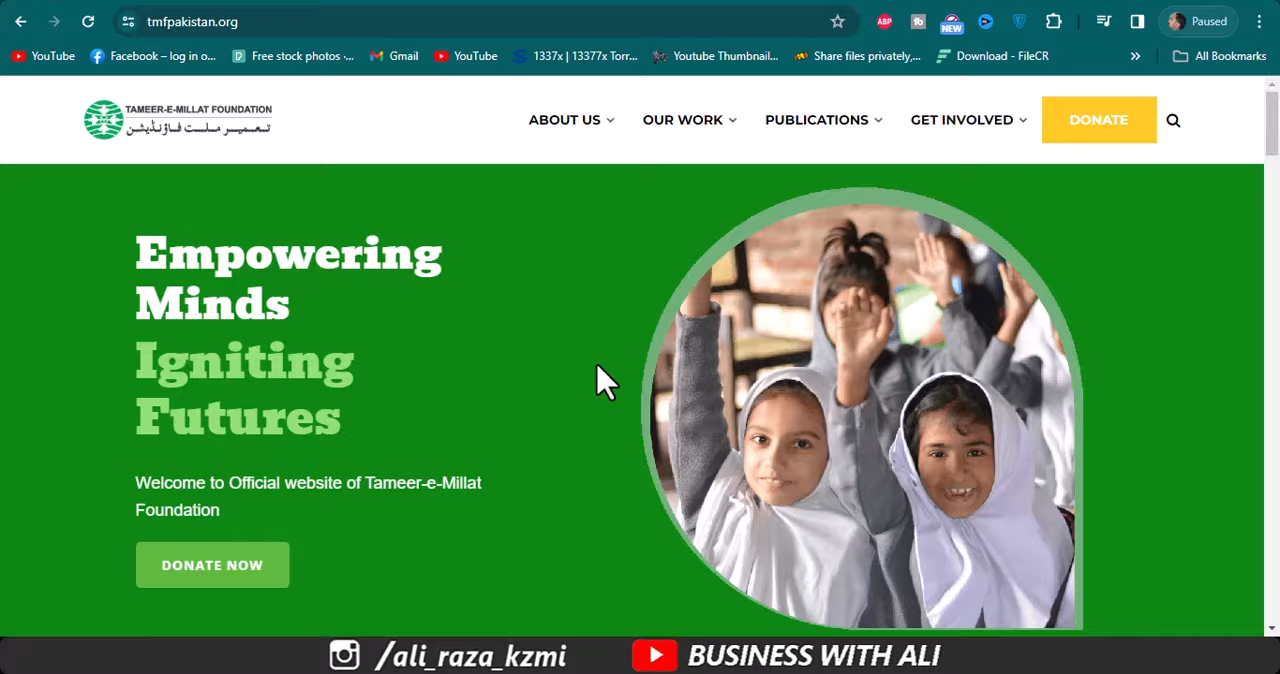 tmfpakistan.org
ABP
NEW
Paused
YouTube
Facebook – log in o...
Free stock photos ·...
Gmail
YouTube
1337x | 13377x Torr...
Youtube Thumbnail...
Share files privately,...
Download - FileCR
»
All Bookmarks
TAMEER-E-MILLAT FOUNDATION
تعمیر ملت فاؤنڈیشن
ABOUT US
OUR WORK
PUBLICATIONS
GET INVOLVED
DONATE
Empowering
Minds
Igniting
Futures
Welcome to Official website of Tameer-e-Millat
Foundation
DONATE NOW
/ali_raza_kzmi
BUSINESS WITH ALI